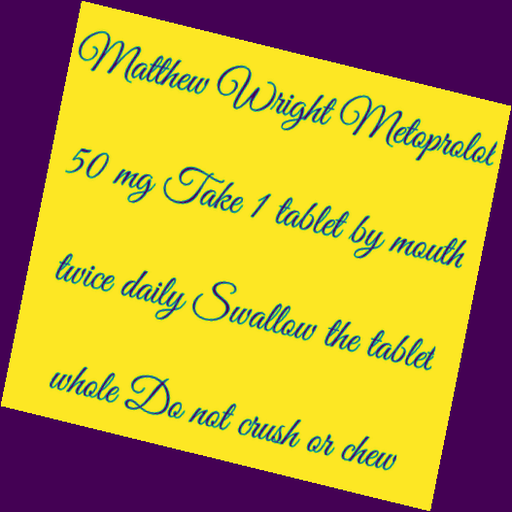 Matthew Wright Metoprolol
50 mg Take 1 tablet by mouth
twice daily Swallow the tablet
whole Do not crush or chew